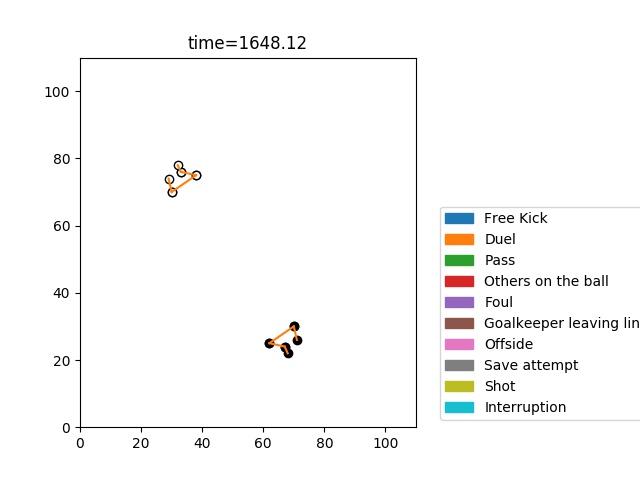 time=1648.12
100
80
60
40
20
0
0 20 40 60 80 100
Free Kick
Duel
Pass
Others on the ball
Foul
Goalkeeper leaving lin
Offside
Save attempt
Shot
Interruption